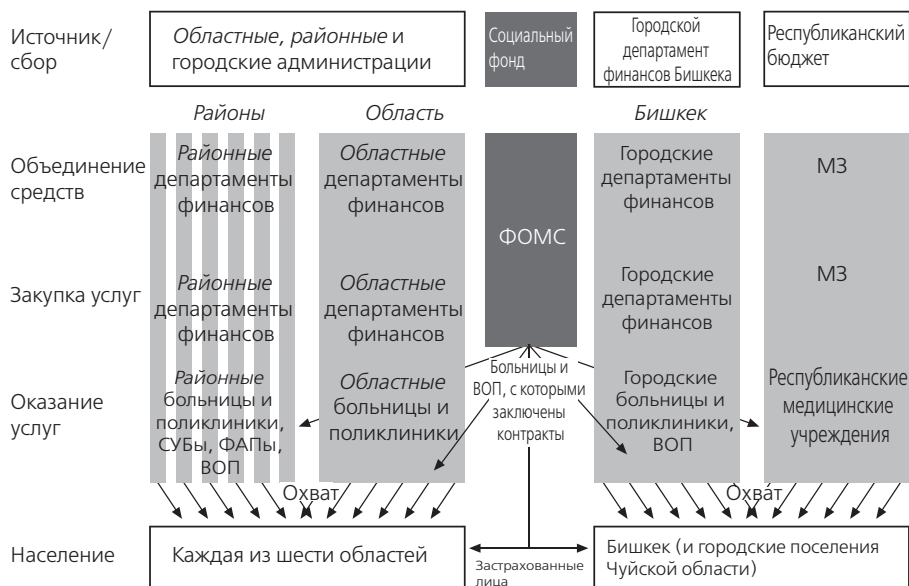 Источник/
сбор
Областные, районные и
городские администрации
Социальный
фонд
Городской
департамент
финансов Бишкека
Республиканский
бюджет
Районы
Область
Бишкек
Объединение
средств
Районные
департаменты
финансов
Областные
департаменты
финансов
ФОМС
Городские
департаменты
финансов
МЗ
Закупка услуг
Районные
департаменты
финансов
Областные
департаменты
финансов
Городские
департаменты
финансов
МЗ
Оказание
услуг
Районные
больницы и
поликлиники,
СУБы, ФАПы,
ВОП
Областные
больницы и
поликлиники
Больницы и
ВОП, с которыми
заключены
контракты
Городские
больницы и
поликлиники,
ВОП
Республиканские
медицинские
учреждения
Охват
Охват
Население
Каждая из шести областей
Застрахованные
лица
Бишкек (и городские поселения
Чуйской области)